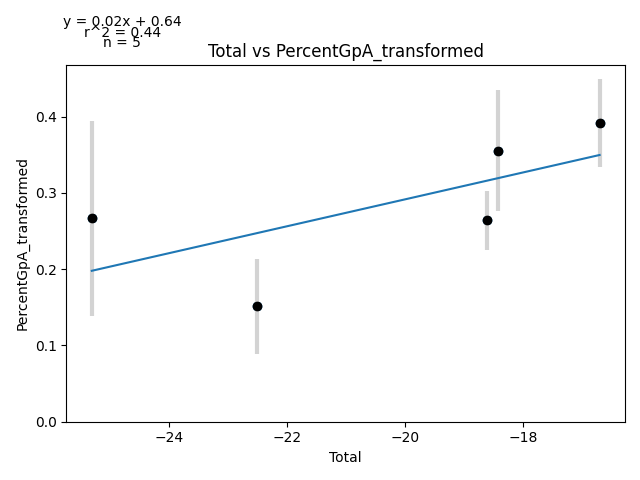 y = 0.02x + 0.64
r^2 = 0.44
n = 5
Total vs PercentGpA_transformed
PercentGpA_transformed
0.4
0.3
0.2
0.1
0.0
−24
−22
−20
−18
Total